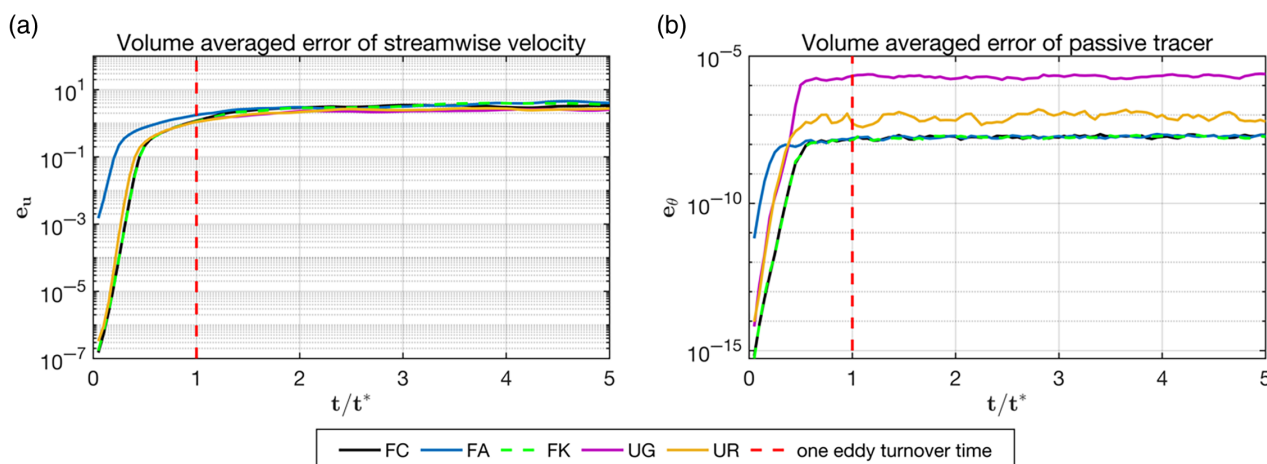 (a)
Volume averaged error of streamwise velocity
10^1
10^-1
10^-3
10^-5
10^-7
e_u
0 1 2 3 4 5
t/t*
(b)
Volume averaged error of passive tracer
10^-5
10^-10
10^-15
e_θ
0 1 2 3 4 5
t/t*
FC FA FK UG UR one eddy turnover time